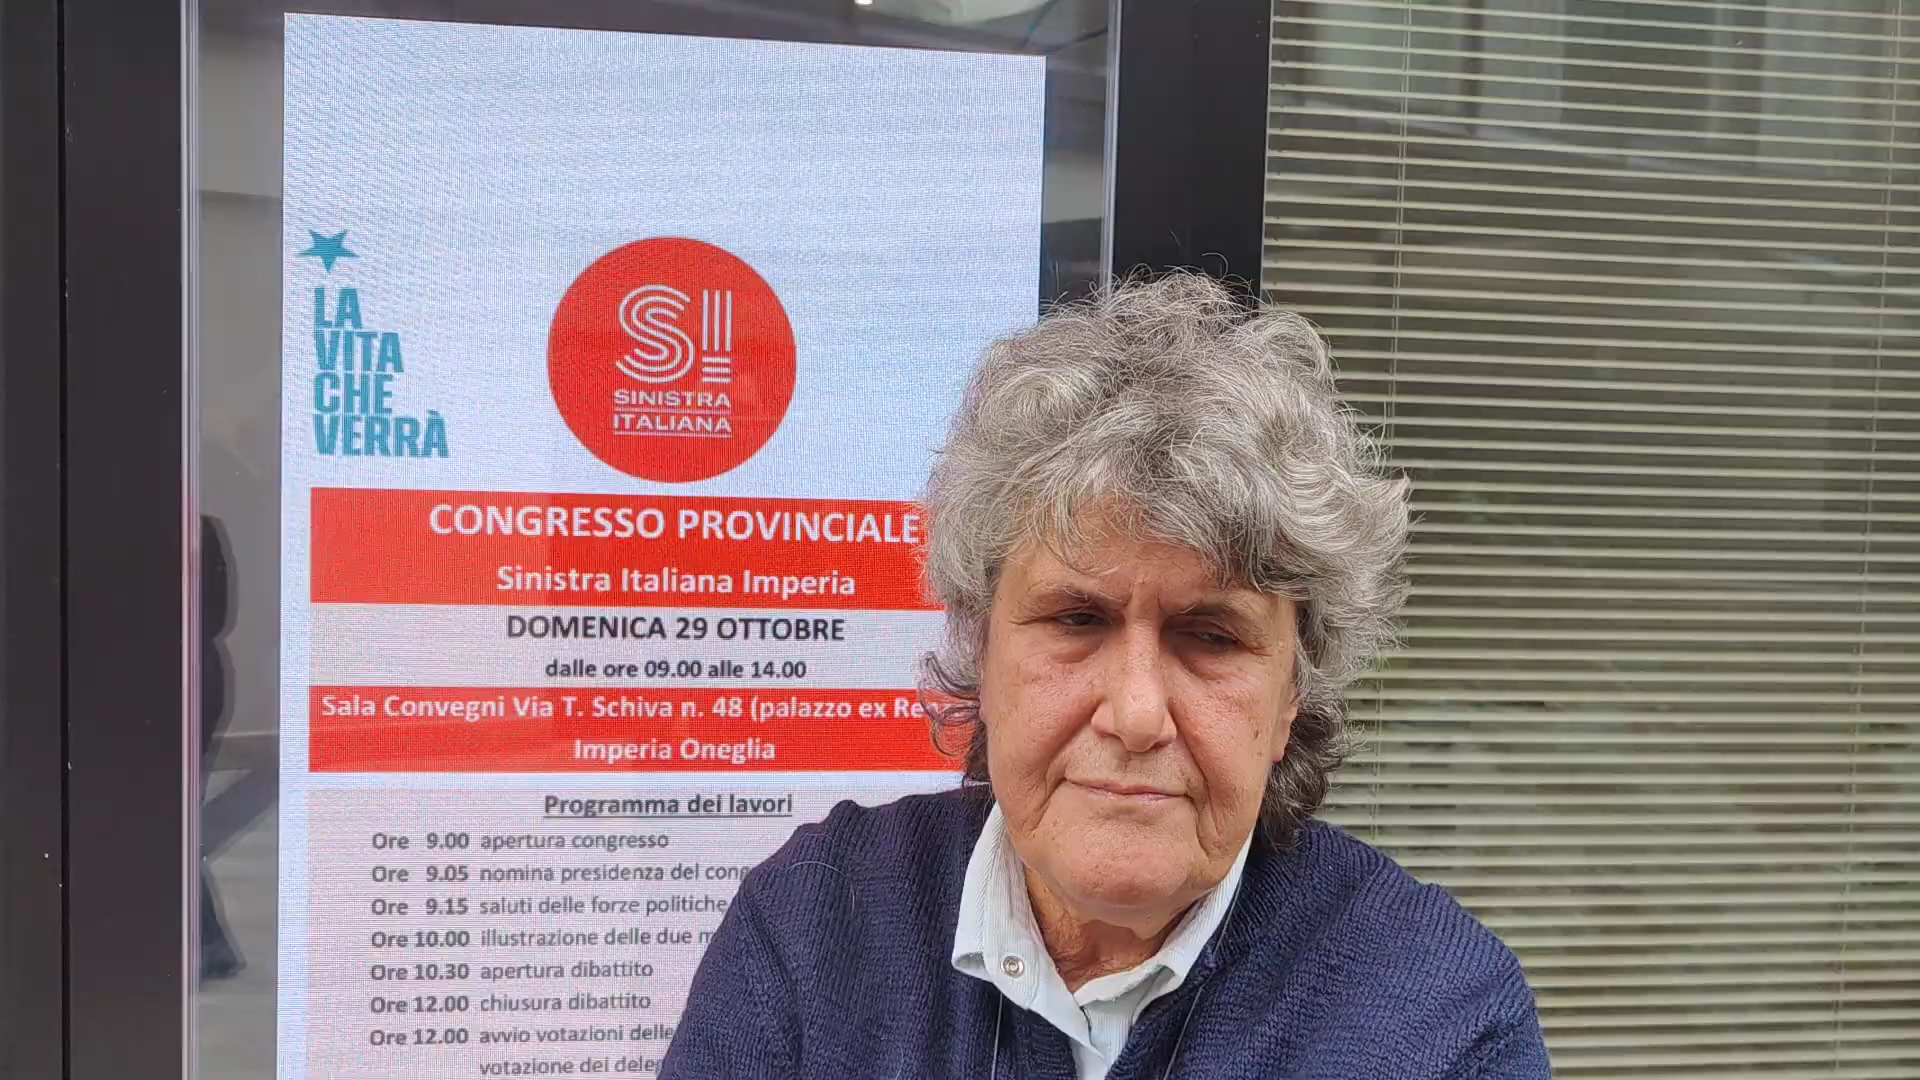 LA
VITA
CHE
VERRÀ
SI
SINISTRA
ITALIANA
CONGRESSO PROVINCIALE
Sinistra Italiana Imperia
DOMENICA 29 OTTOBRE
dalle ore 09.00 alle 14.00
Sala Convegni Via T. Schiva n. 48 (palazzo ex
Imperia Oneglia
Programma dei lavori
Ore 9.00 apertura congresso
Ore 9.05 nomina presidenza del
Ore 9.15 saluti delle forze politiche
Ore 10.00 illustrazione delle due
Ore 10.30 apertura dibattito
Ore 12.00 chiusura dibattito
Ore 12.00 avvio votazioni delle
votazione dei